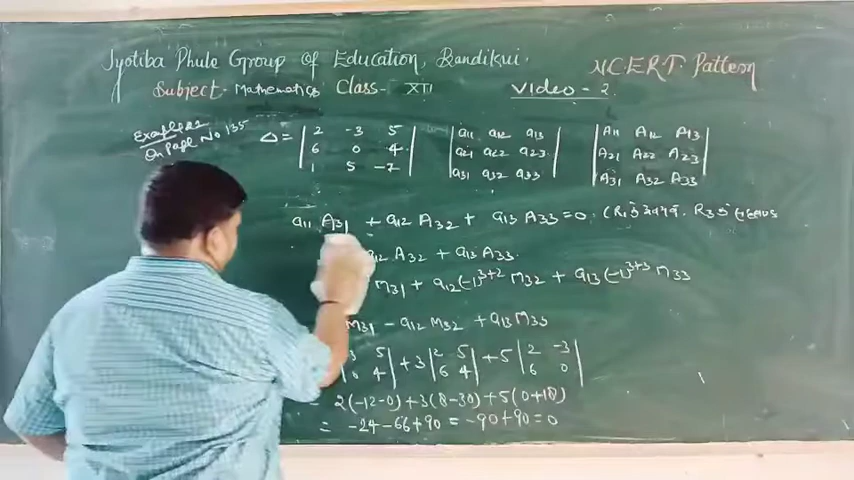 Jyotiba Phule Group of Education, Bandikui. NCERT Pattern
Subject- Mathematics Class- XII Video - 2
On Page No 135
Δ = | 2 -3 5 | | a11 a12 a13 | | A11 A12 A13 |
| 6 0 4 | | a21 a22 a23 | | A21 A22 A23 |
| 1 5 -7 | | a31 a32 a33 | | A31 A32 A33 |
a11 A31 + a12 A32 + a13 A33 = 0
a12 A32 + a13 A33
M31 + a12(-1)^3+2 M32 + a13(-1)^3+3 M33
M31 - a12 M32 + a13 M33
| -3 5 | + 3 | 2 5 | + 5 | 2 -3 |
| 0 4 | | 6 4 | | 6 0 |
2(-12-0)+3(8-30)+5(0+18)
= -24-66+90 = -90+90=0